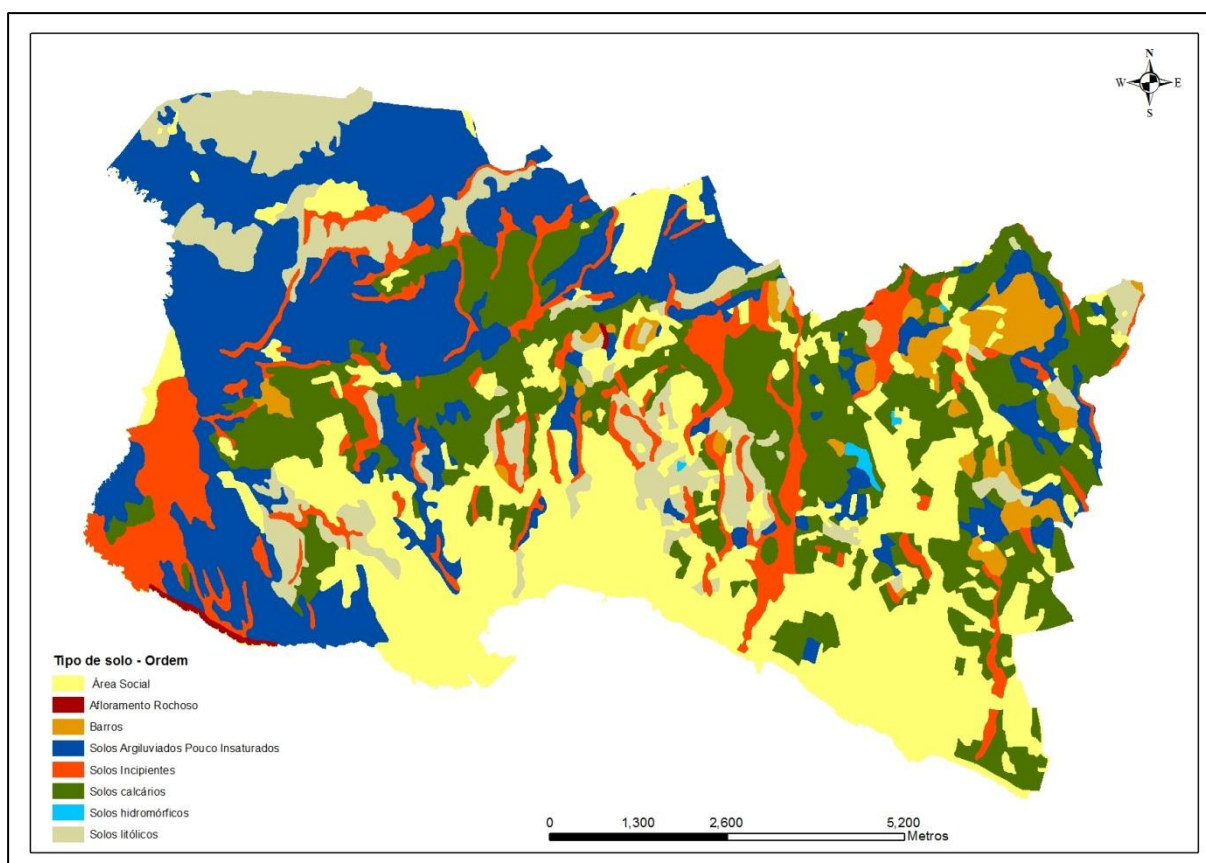 N
W E
S
Tipo de solo - Ordem
Área Social
Afloramento Rochoso
Barros
Solos Argiluviados Pouco Insaturados
Solos Incipientes
Solos calcários
Solos hidromórficos
Solos litólicos
0 1,300 2,600 5,200
Metros